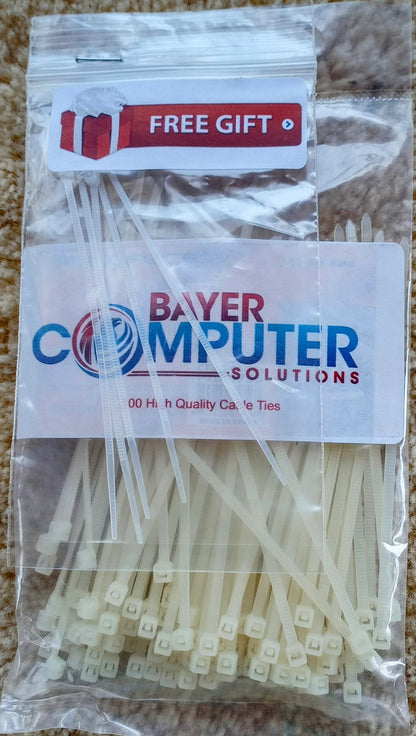 FREE GIFT
BAYER
COMPUTER
SOLUTIONS
00 High Quality Cable Ties